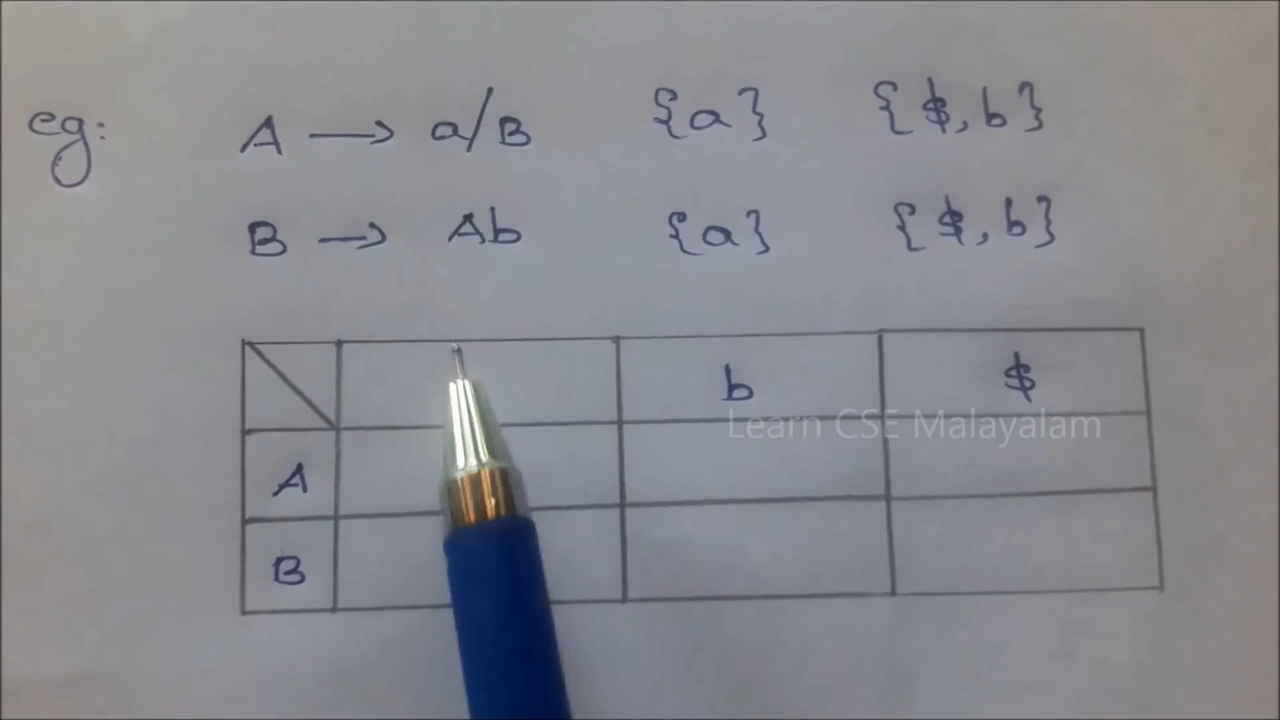 eg: A → a/B {a} {$, b}
B → Ab {a} {$, b}
b $
Learn CSE Malayalam
A
B